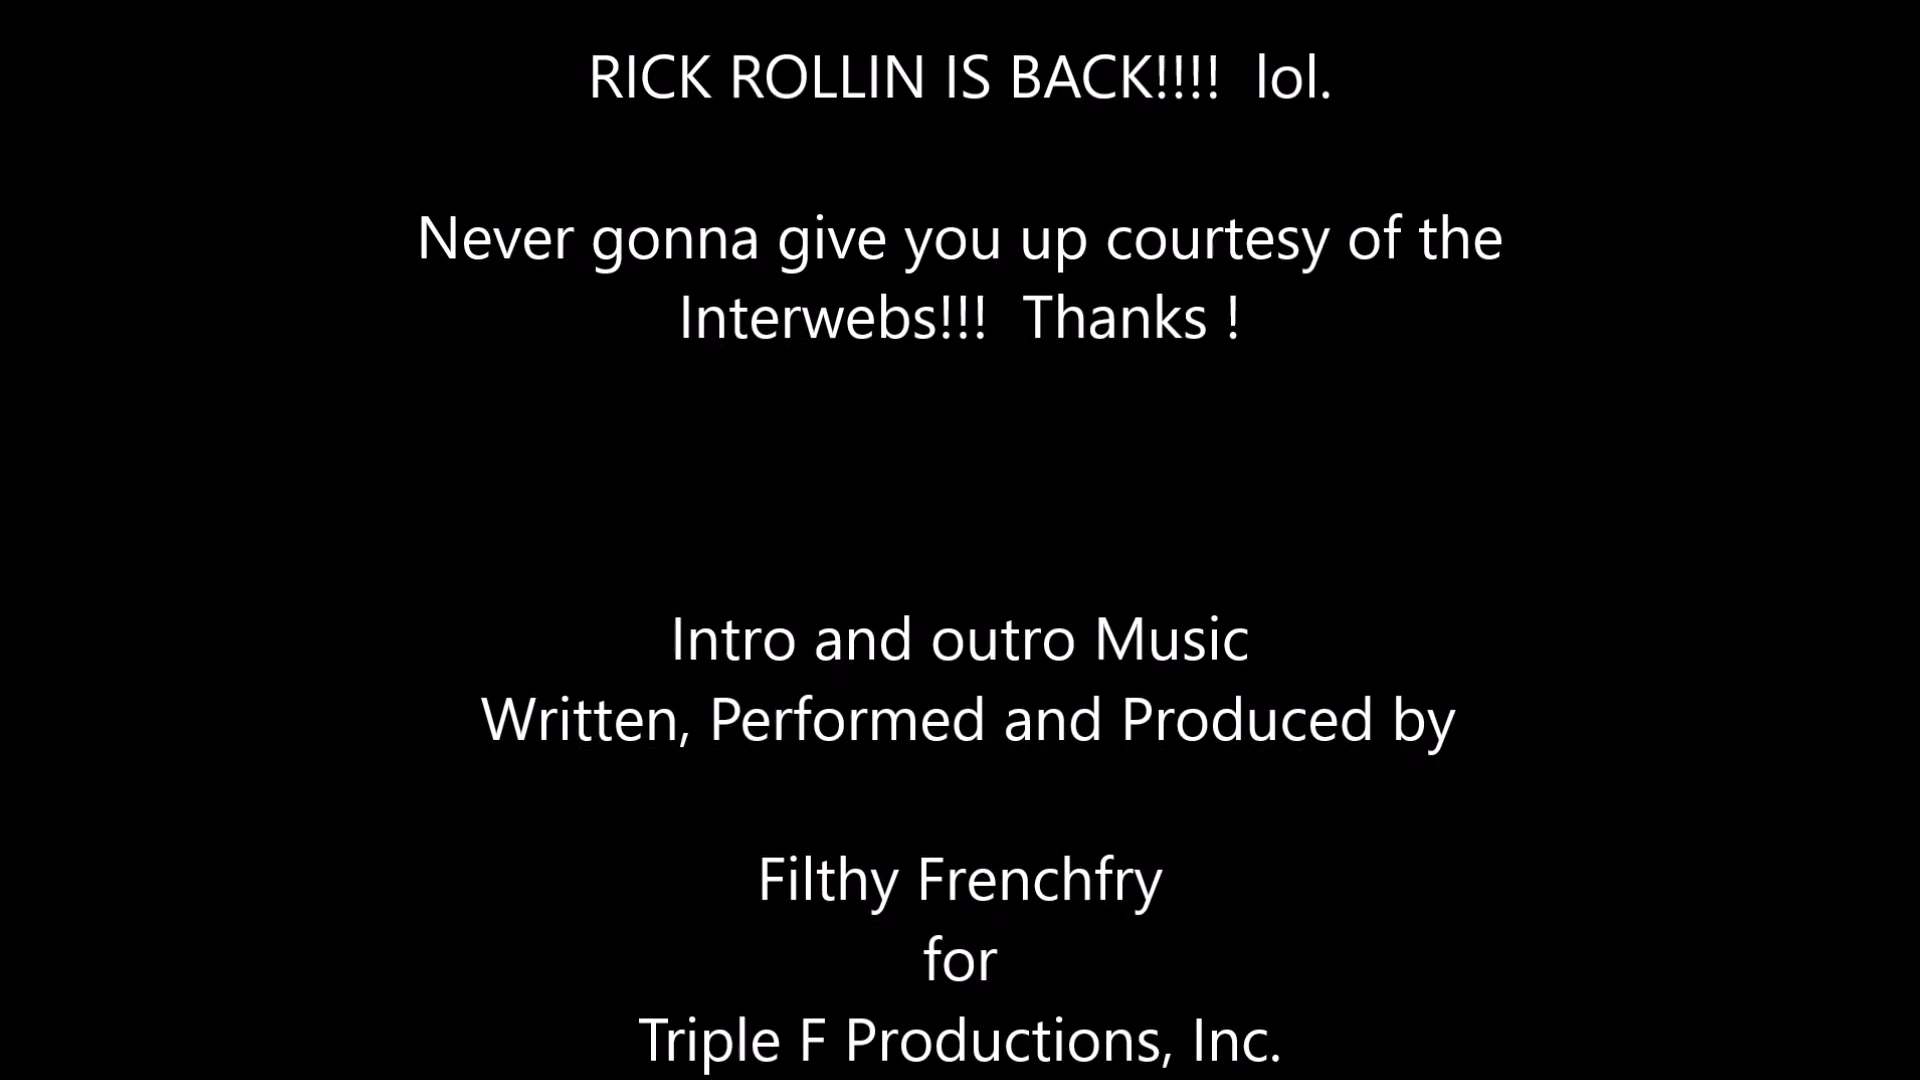 RICK ROLLIN IS BACK!!!!  lol.
Never gonna give you up courtesy of the
Interwebs!!!  Thanks !
Intro and outro Music
Written, Performed and Produced by
Filthy Frenchfry
for
Triple F Productions, Inc.